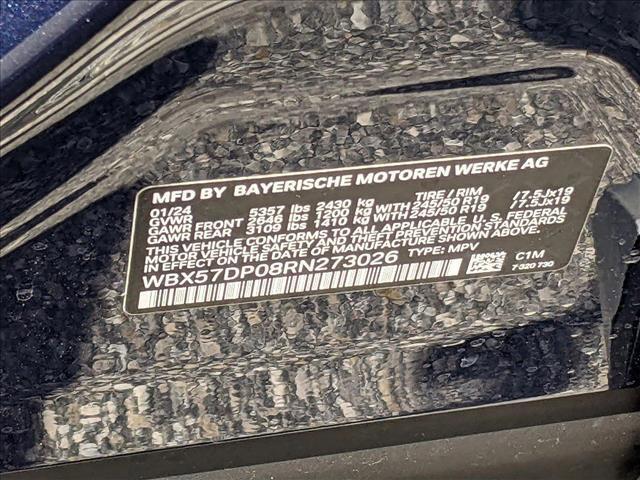 MFD BY BAYERISCHE MOTOREN WERKE AG
01/24 5357 lbs 2430 kg TIRE / RIM
GVWR FRONT 2646 lbs 1200 kg WITH 245/50 R19 /7.5Jx19
GAWR REAR 3109 lbs 1410 kg WITH 245/50 R19 /7.5Jx19
GAWR
THIS VEHICLE CONFORMS TO ALL APPLICABLE U.S. FEDERAL
MOTOR VEHICLE SAFETY AND THEFT PREVENTION STANDARDS
IN EFFECT ON THE DATE OF MANUFACTURE SHOWN ABOVE.
WBX57DP08RN273026 TYPE: MPV
C1M
7 320 730